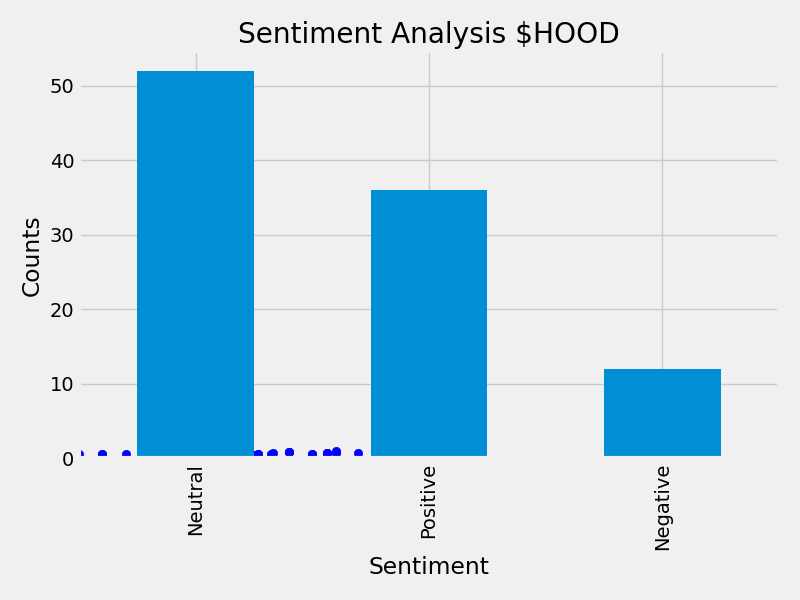 Sentiment Analysis $HOOD
50
40
30
20
10
0
Counts
Neutral
Positive
Negative
Sentiment